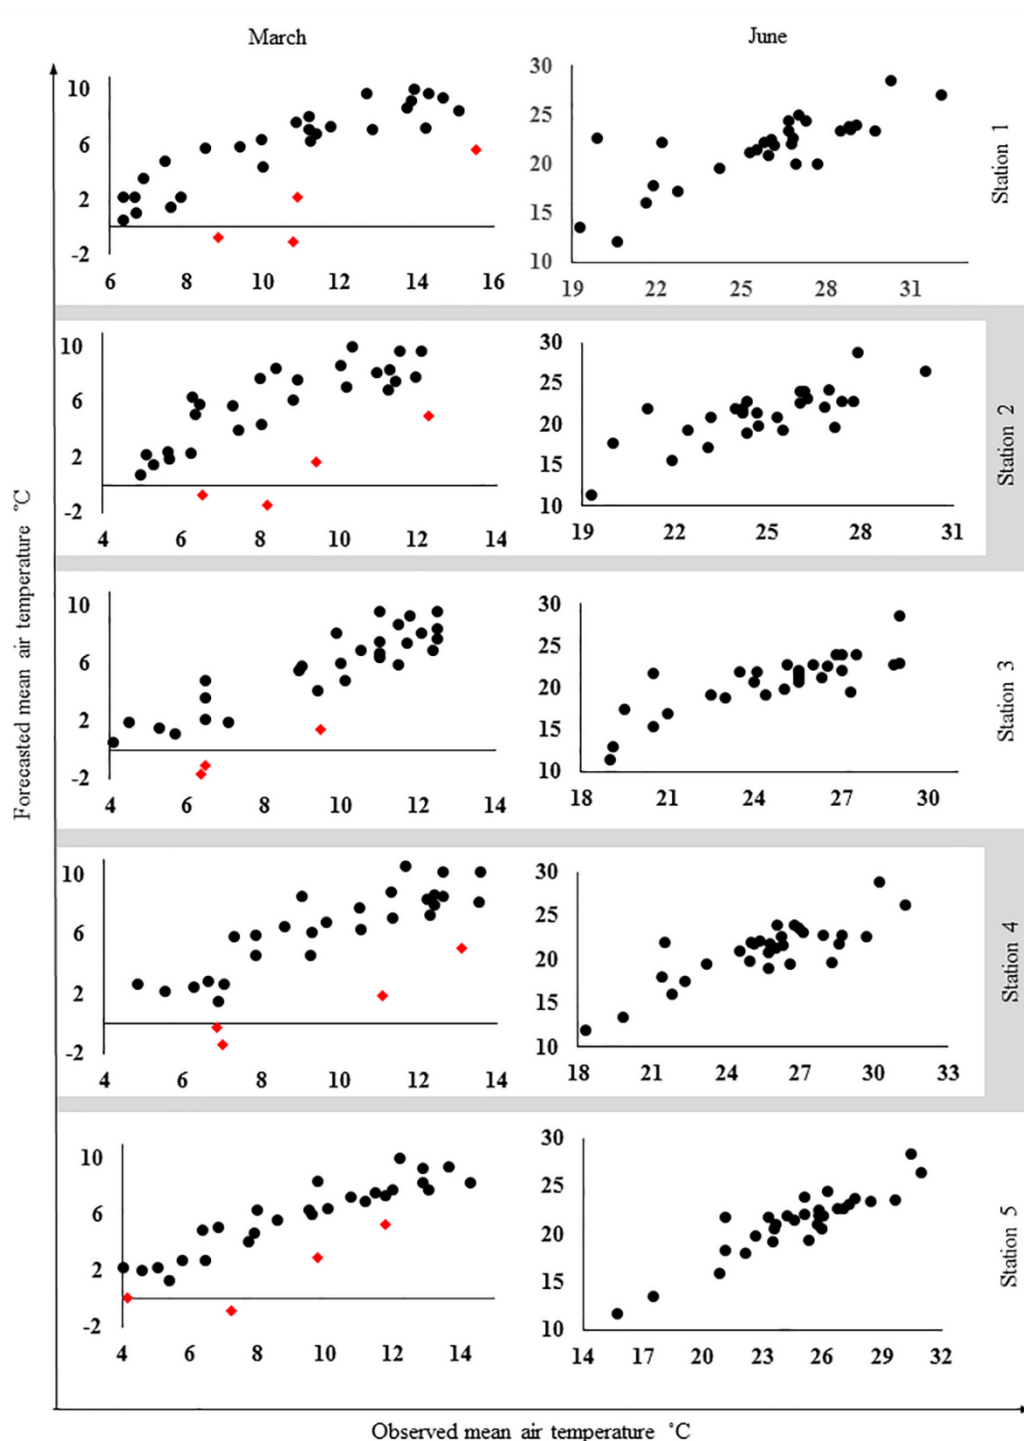 March
June
10
6
2
-2
6 8 10 12 14 16
30
25
20
15
10
19 22 25 28 31
Station 1
10
6
2
-2
4 6 8 10 12 14
30
25
20
15
10
19 22 25 28 31
Station 2
10
6
2
-2
4 6 8 10 12 14
30
25
20
15
10
18 21 24 27 30
Station 3
10
6
2
-2
4 6 8 10 12 14
30
25
20
15
10
18 21 24 27 30 33
Station 4
10
6
2
-2
4 6 8 10 12 14
30
25
20
15
10
14 17 20 23 26 29 32
Station 5
Forecasted mean air temperature °C
Observed mean air temperature °C